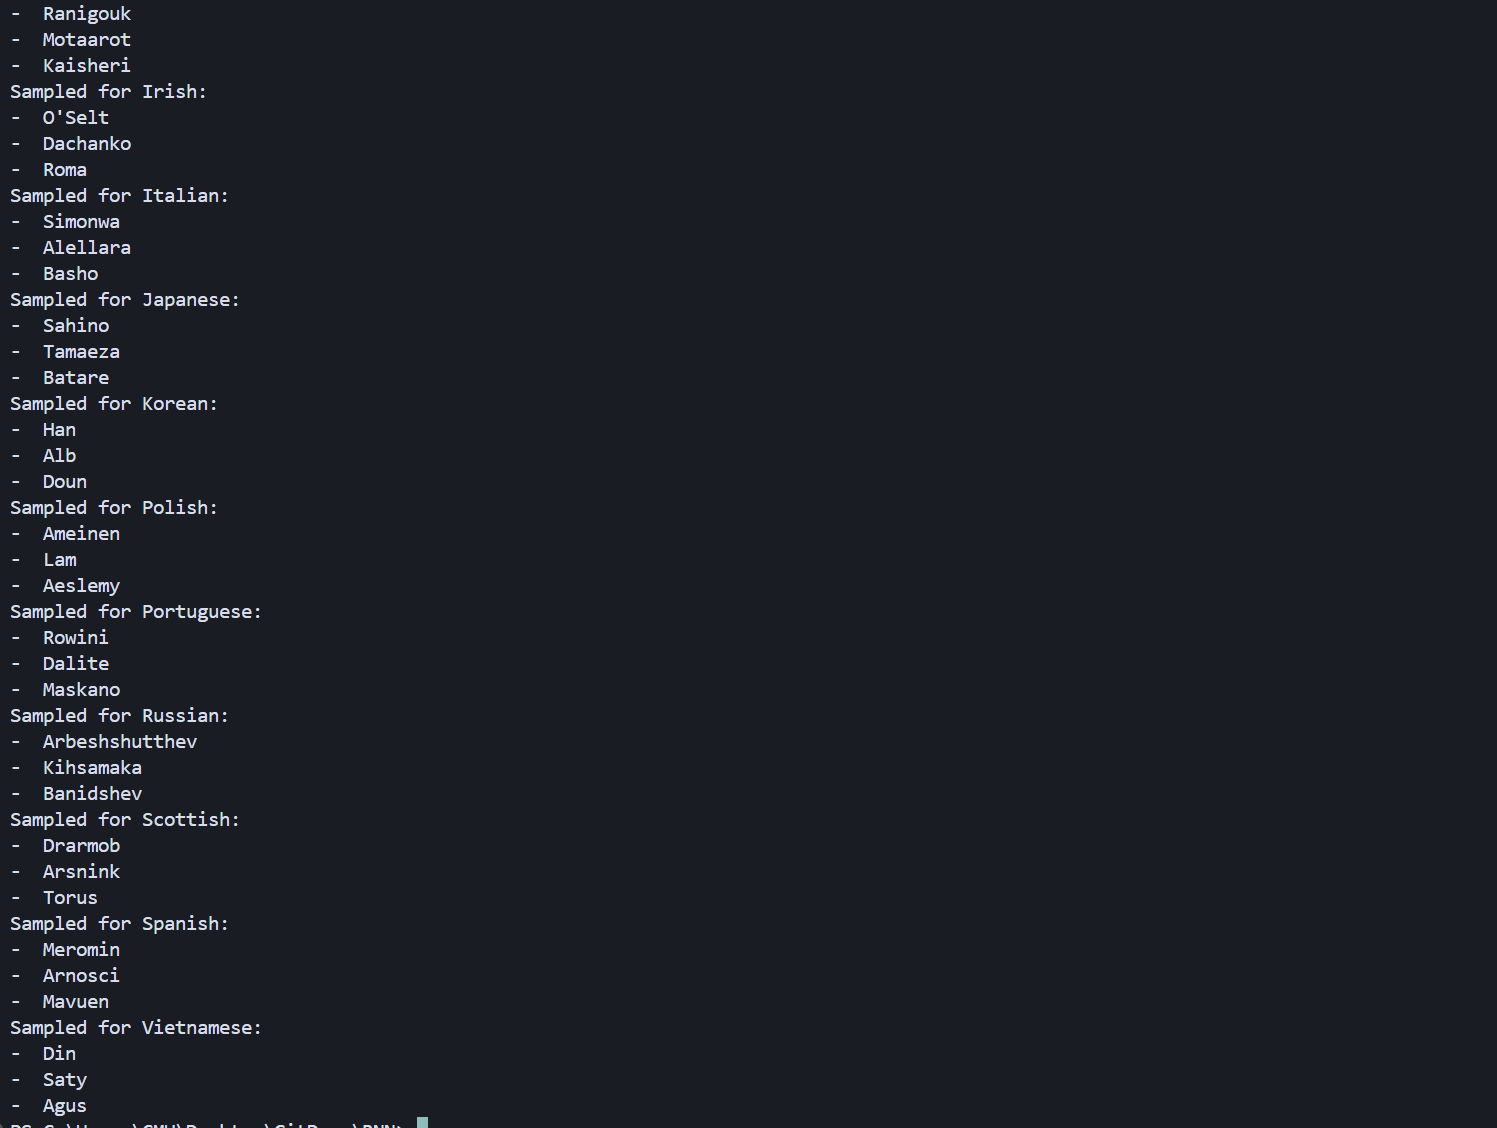 - Ranigouk
- Motaarot
- Kaisheri
Sampled for Irish:
- O'Selt
- Dachanko
- Roma
Sampled for Italian:
- Simonwa
- Alellara
- Basho
Sampled for Japanese:
- Sahino
- Tamaeza
- Batare
Sampled for Korean:
- Han
- Alb
- Doun
Sampled for Polish:
- Ameinen
- Lam
- Aeslemy
Sampled for Portuguese:
- Rowini
- Dalite
- Maskano
Sampled for Russian:
- Arbeshshutthev
- Kihsamaka
- Banidshev
Sampled for Scottish:
- Drarmob
- Arsnink
- Torus
Sampled for Spanish:
- Meromin
- Arnosci
- Mavuen
Sampled for Vietnamese:
- Din
- Saty
- Agus